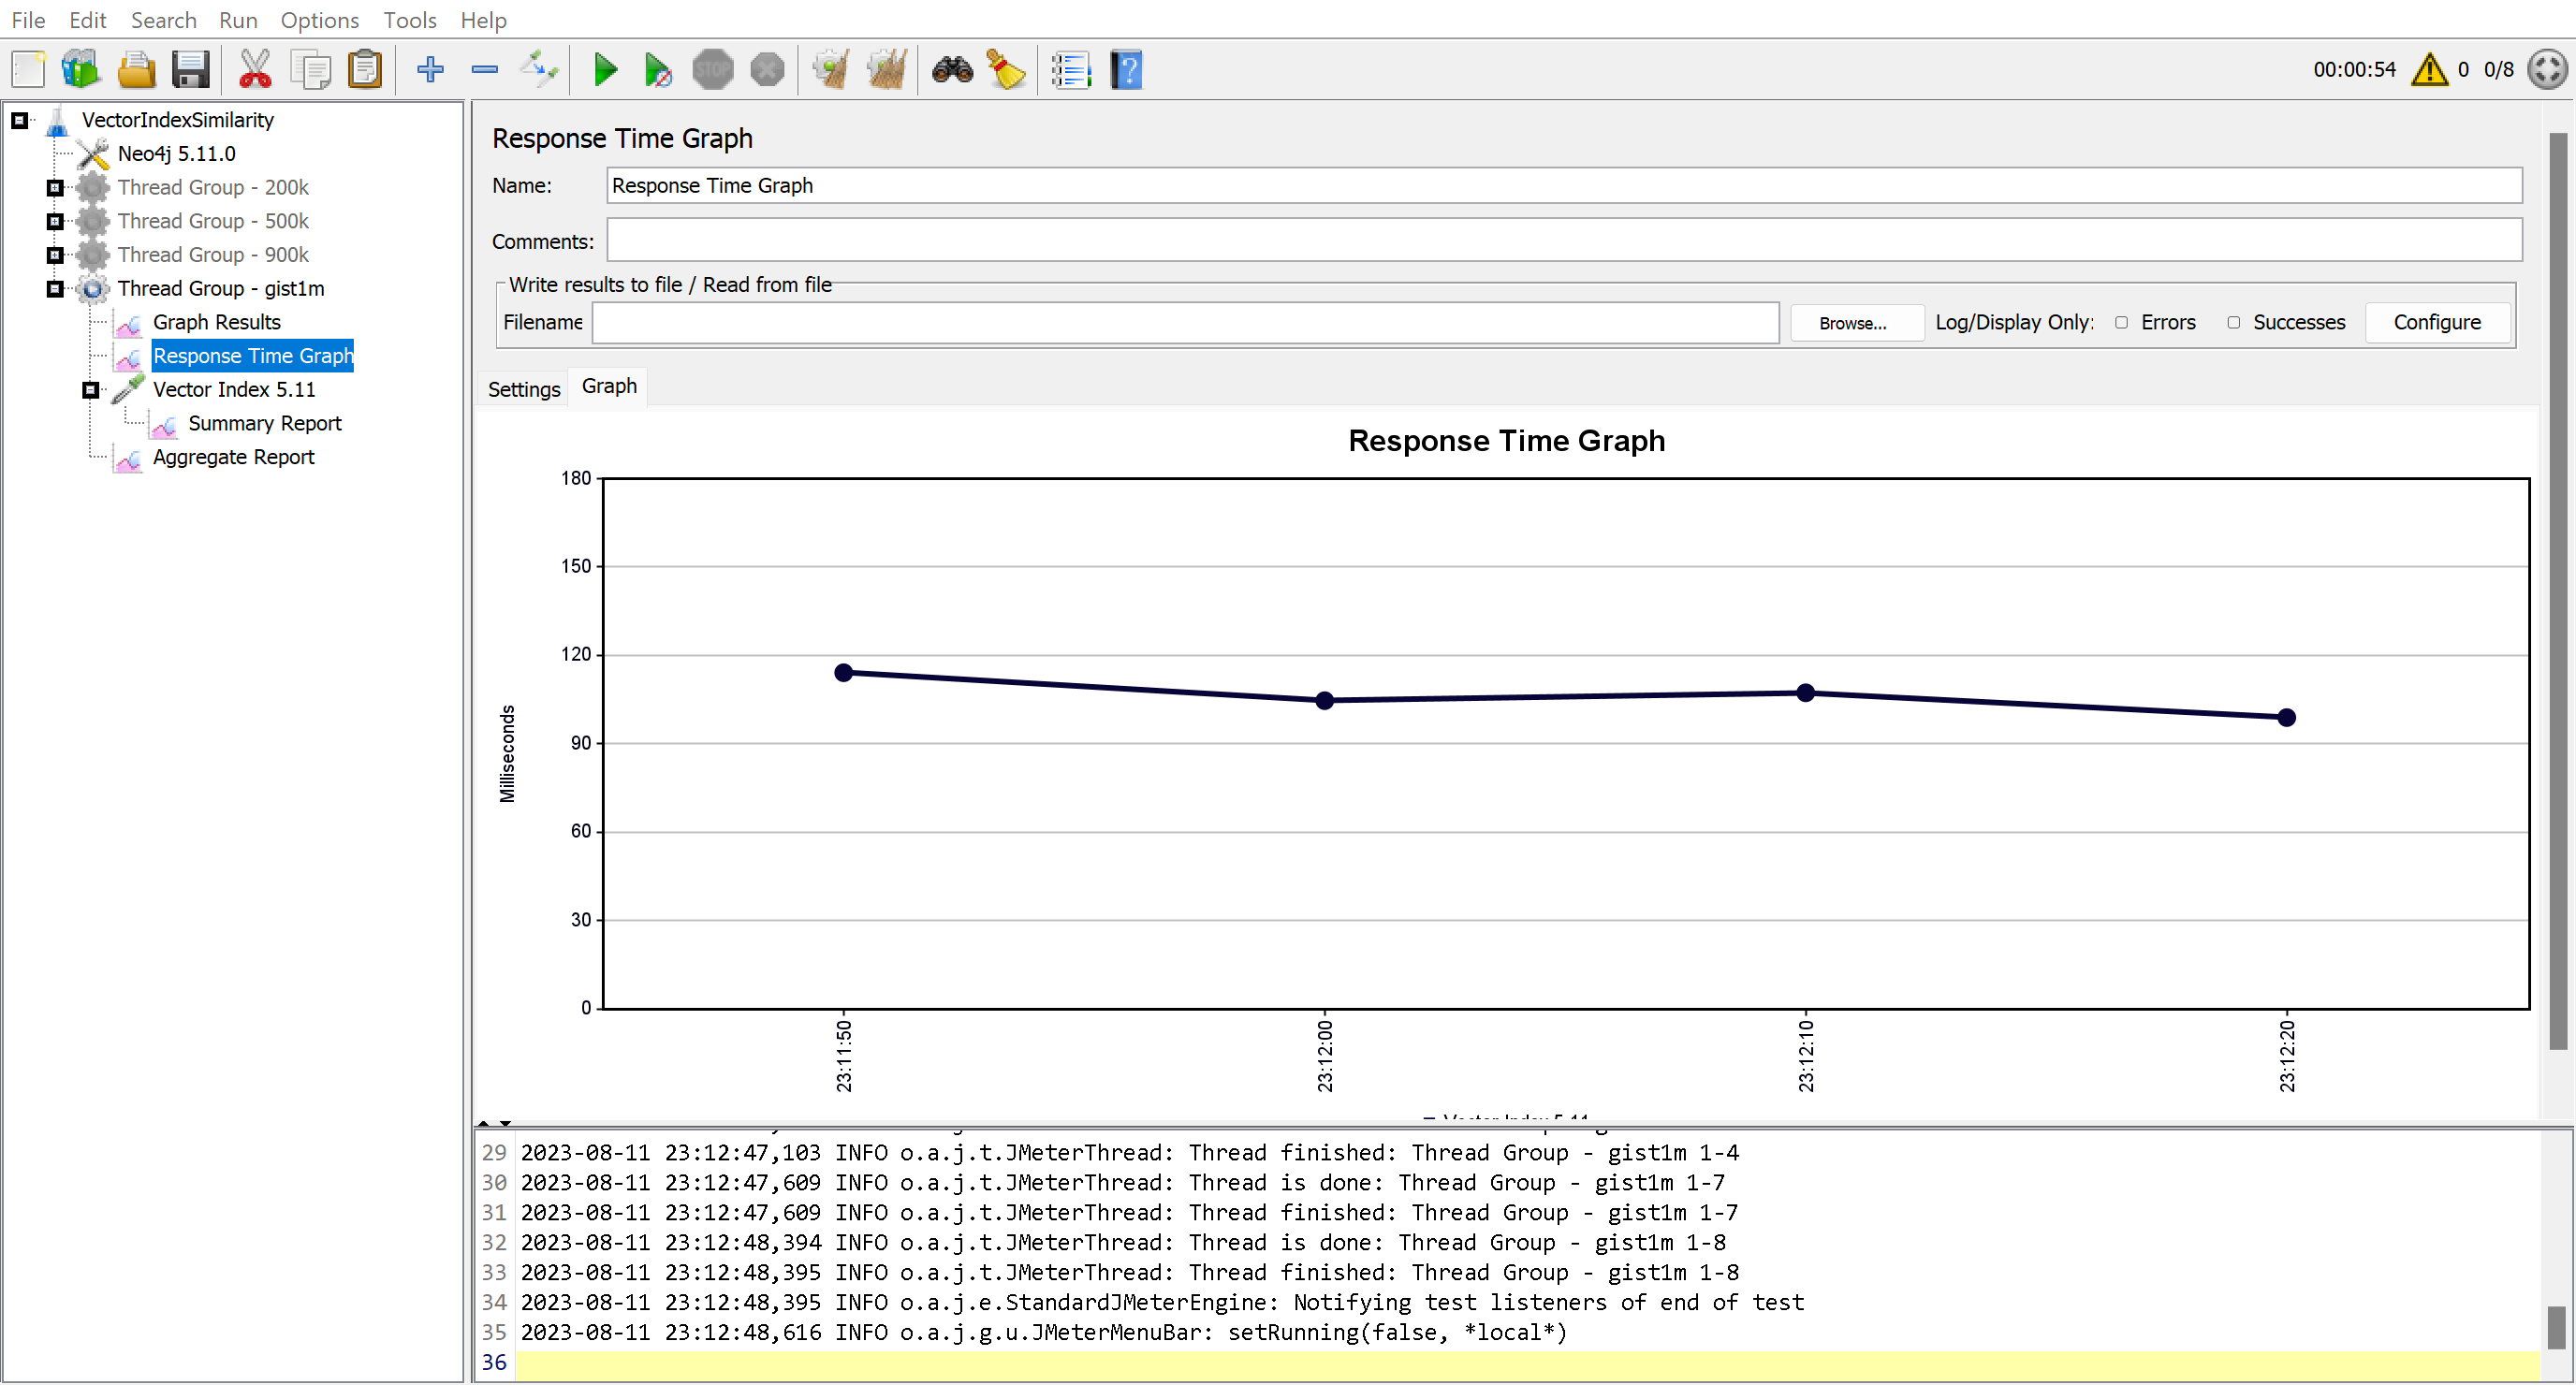 File Edit Search Run Options Tools Help
STOP
00:00:54 0 0/8
VectorIndexSimilarity
Neo4j 5.11.0
Thread Group - 200k
Thread Group - 500k
Thread Group - 900k
Thread Group - gist1m
Graph Results
Response Time Graph
Vector Index 5.11
Summary Report
Aggregate Report
Response Time Graph
Name: Response Time Graph
Comments:
Write results to file / Read from file
Filename Browse... Log/Display Only: Errors Successes Configure
Settings Graph
Response Time Graph
180
150
120
90
60
30
0
Milliseconds
23:11:50
23:12:00
23:12:10
23:12:20
Vector Index 5.11
29 2023-08-11 23:12:47,103 INFO o.a.j.t.JMeterThread: Thread finished: Thread Group - gist1m 1-4
30 2023-08-11 23:12:47,609 INFO o.a.j.t.JMeterThread: Thread is done: Thread Group - gist1m 1-7
31 2023-08-11 23:12:47,609 INFO o.a.j.t.JMeterThread: Thread finished: Thread Group - gist1m 1-7
32 2023-08-11 23:12:48,394 INFO o.a.j.t.JMeterThread: Thread is done: Thread Group - gist1m 1-8
33 2023-08-11 23:12:48,395 INFO o.a.j.t.JMeterThread: Thread finished: Thread Group - gist1m 1-8
34 2023-08-11 23:12:48,395 INFO o.a.j.e.StandardJMeterEngine: Notifying test listeners of end of test
35 2023-08-11 23:12:48,616 INFO o.a.j.g.u.JMeterMenuBar: setRunning(false, *local*)
36